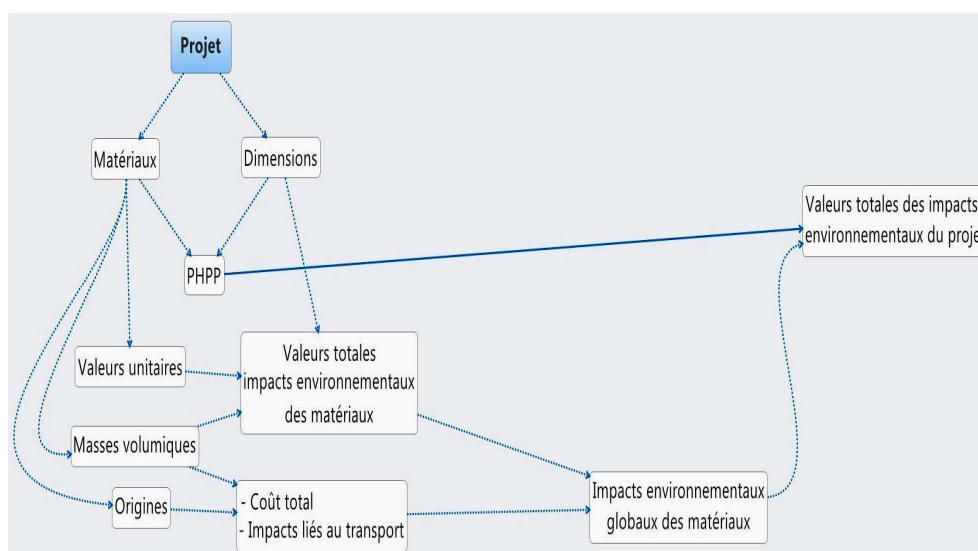 Projet
Matériaux
Dimensions
Valeurs totales des impacts
environnementaux du proje
PHPP
Valeurs unitaires
Valeurs totales
impacts environnementaux
des matériaux
Masses volumiques
Origines
- Coût total
- Impacts liés au transport
Impacts environnementaux
globaux des matériaux